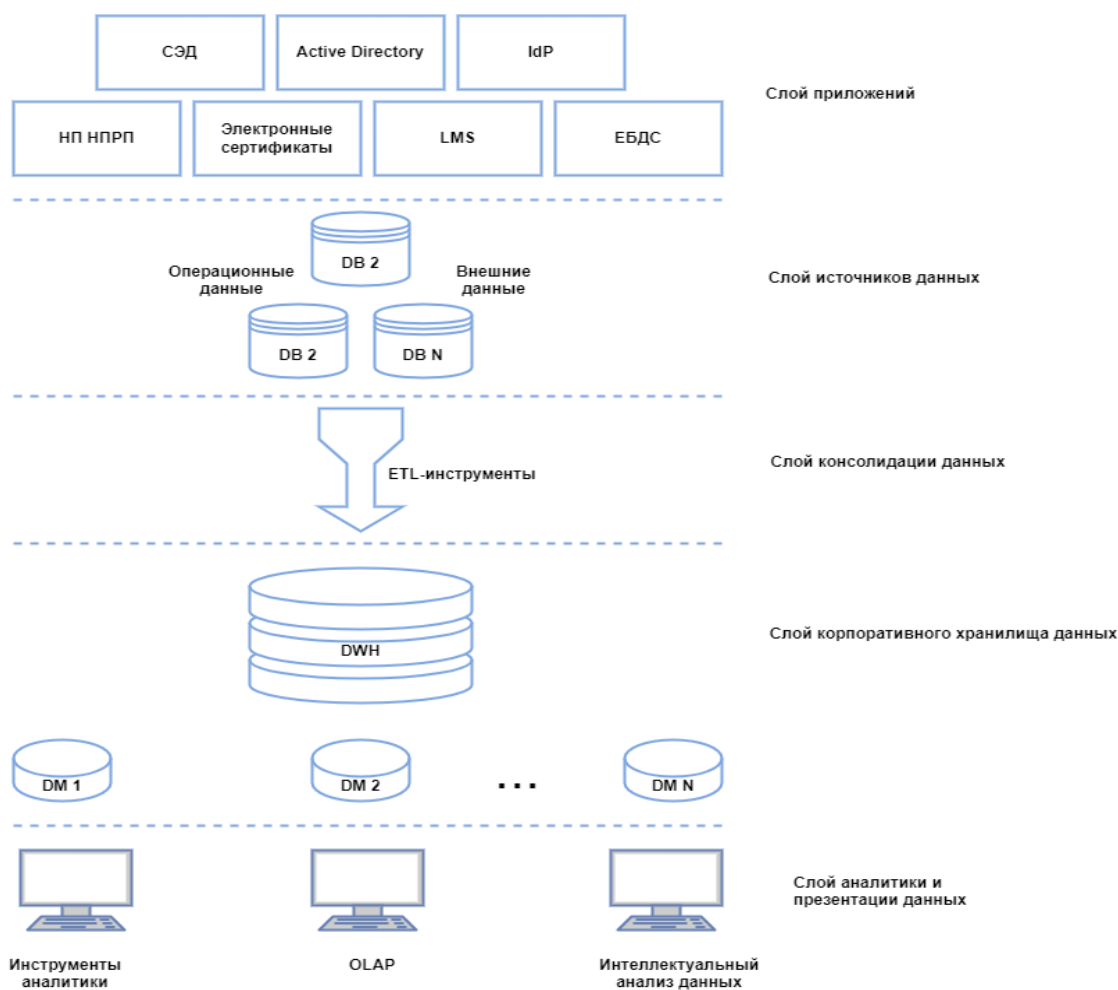 СЭД
Active Directory
IdP
Слой приложений
НП НПРП
Электронные
сертификаты
LMS
ЕБДС
DB 2
Операционные
данные
Внешние
данные
Слой источников данных
DB 2
DB N
ETL-инструменты
Слой консолидации данных
DWH
Слой корпоративного хранилища данных
DM 1
DM 2
...
DM N
Слой аналитики и
презентации данных
Инструменты
аналитики
OLAP
Интеллектуальный
анализ данных